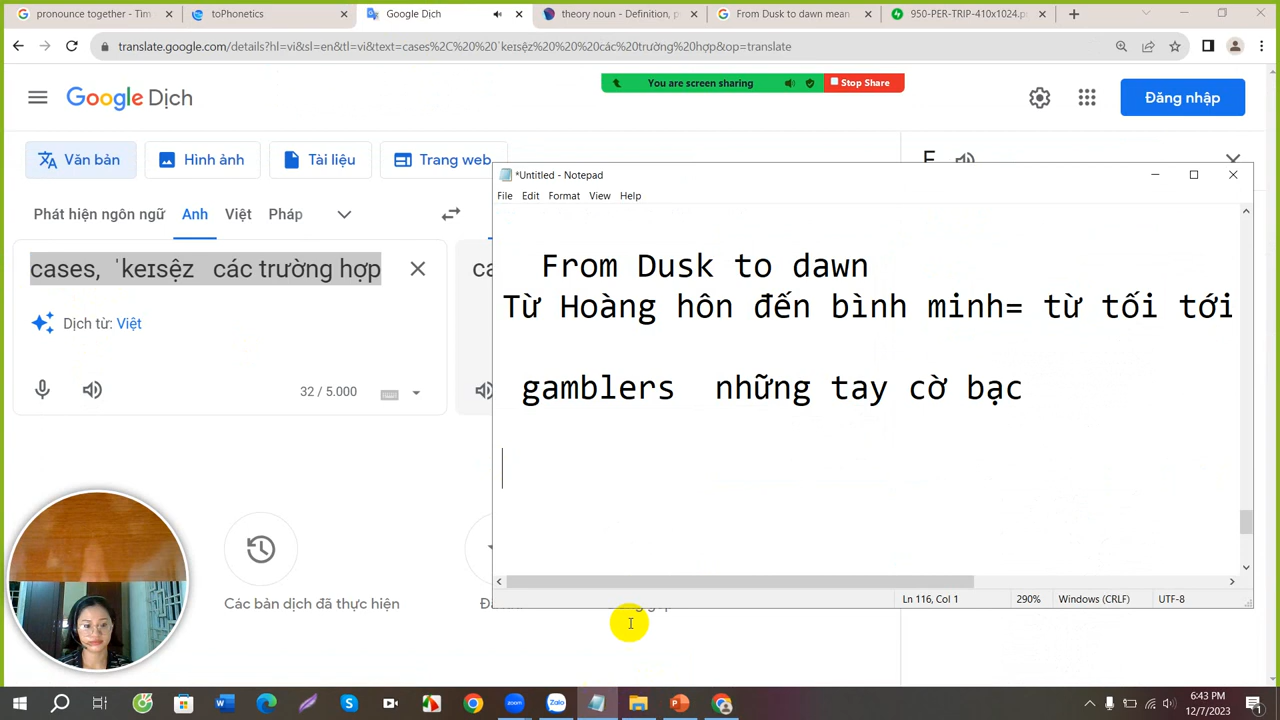 pronounce together - Tim
toPhonetics
Google Dịch
theory noun - Definition, p
From Dusk to dawn mean
950-PER-TRIP-410x1024.p
translate.google.com/details?hl=vi&sl=en&tl=vi&text=cases%2C%20%20ˈkeɪsệz%20%20%20các%20trường%20hợp&op=translate
You are screen sharing
Stop Share
Google Dịch
Đăng nhập
Văn bản
Hình ảnh
Tài liệu
Trang web
Phát hiện ngôn ngữ
Anh
Việt
Pháp
cases, ˈkeɪsệz các trường hợp
Dịch từ: Việt
32 / 5.000
Các bản dịch đã thực hiện
*Untitled - Notepad
File Edit Format View Help
From Dusk to dawn
Từ Hoàng hôn đến bình minh= từ tối tới
gamblers những tay cờ bạc
Ln 116, Col 1
290%
Windows (CRLF)
UTF-8
zoom
Zalo
6:43 PM
12/7/2023